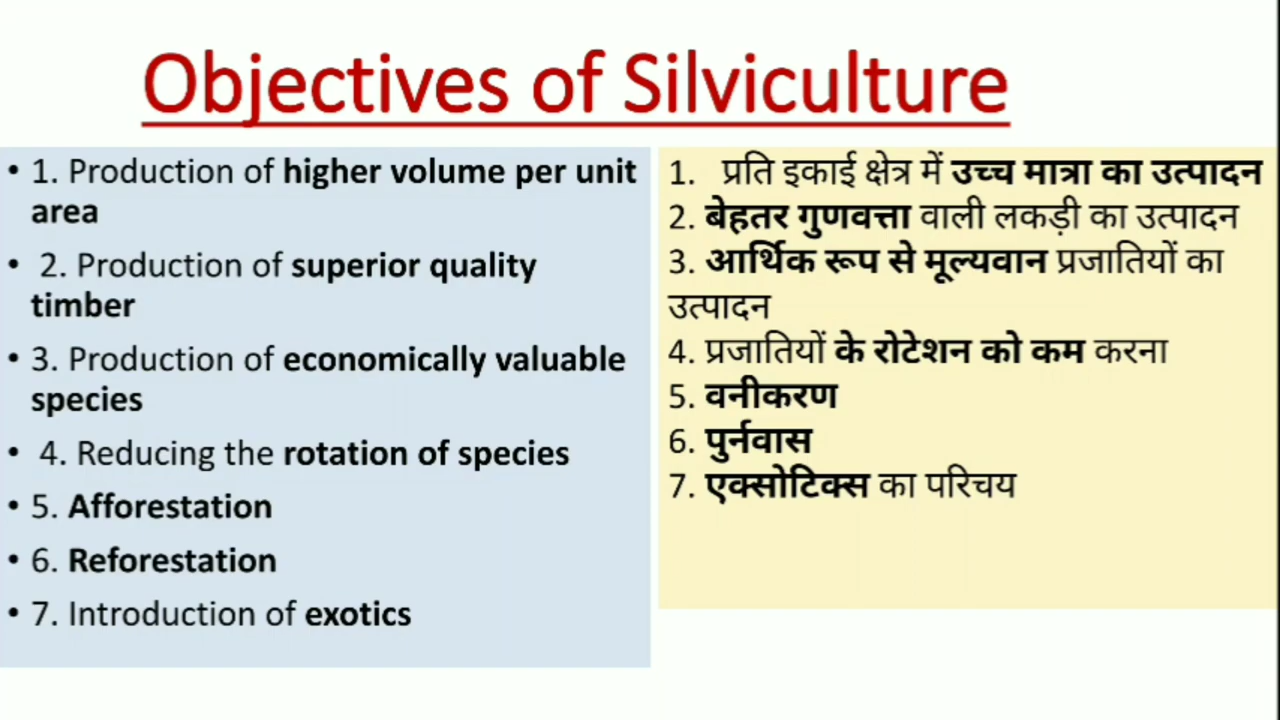 Objectives of Silviculture
• 1. Production of higher volume per unit
area
• 2. Production of superior quality
timber
• 3. Production of economically valuable
species
• 4. Reducing the rotation of species
• 5. Afforestation
• 6. Reforestation
• 7. Introduction of exotics
1. प्रति इकाई क्षेत्र में उच्च मात्रा का उत्पादन
2. बेहतर गुणवत्ता वाली लकड़ी का उत्पादन
3. आर्थिक रूप से मूल्यवान प्रजातियों का
उत्पादन
4. प्रजातियों के रोटेशन को कम करना
5. वनीकरण
6. पुर्नवास
7. एक्सोटिक्स का परिचय